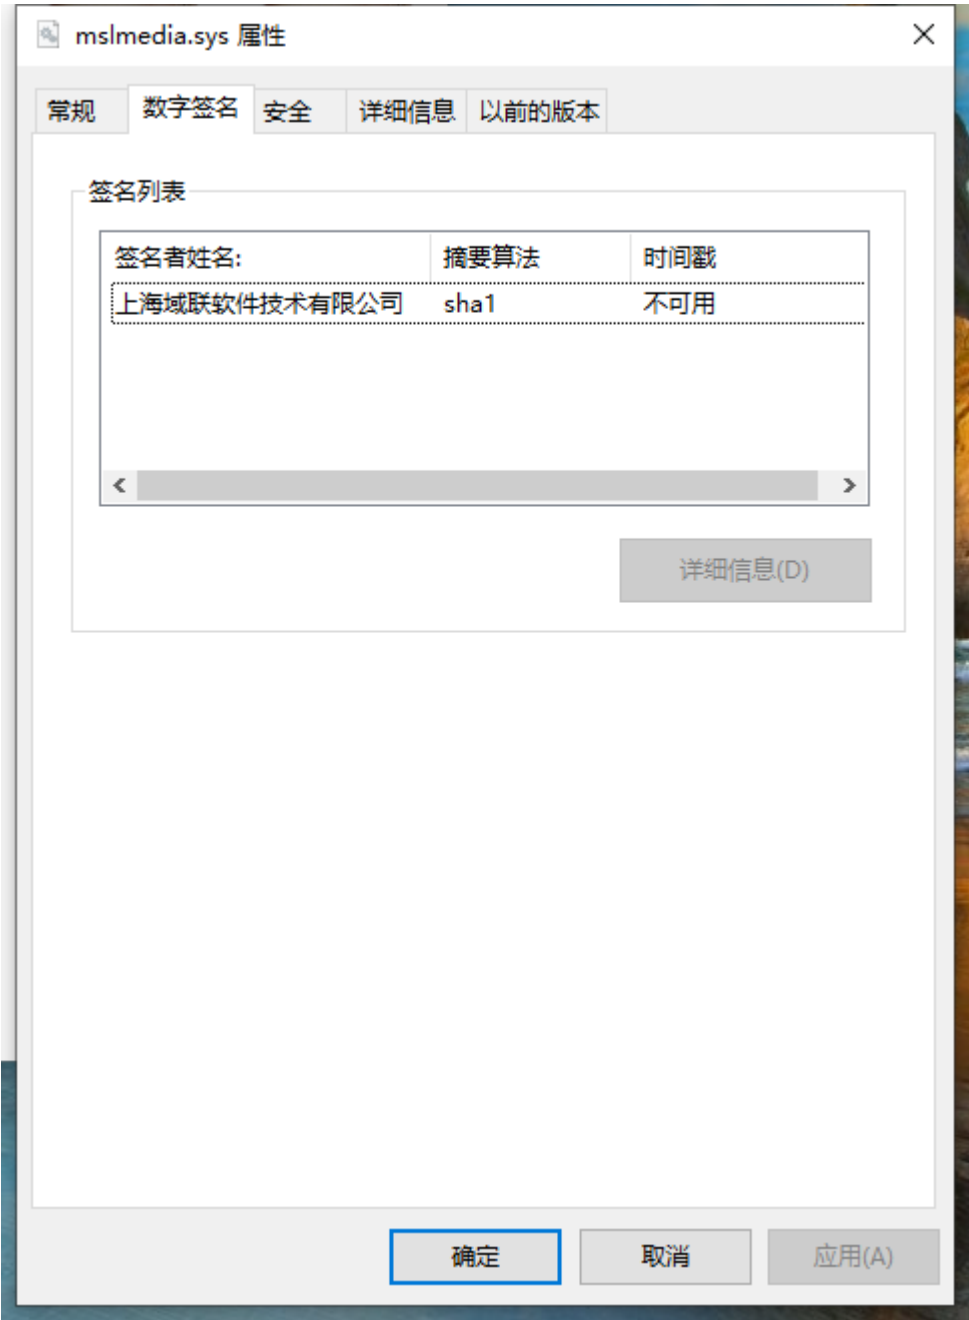 mslmedia.sys 属性
常规 数字签名 安全 详细信息 以前的版本
签名列表
签名者姓名: 摘要算法 时间戳
上海域联软件技术有限公司 sha1 不可用
详细信息(D)
确定 取消 应用(A)